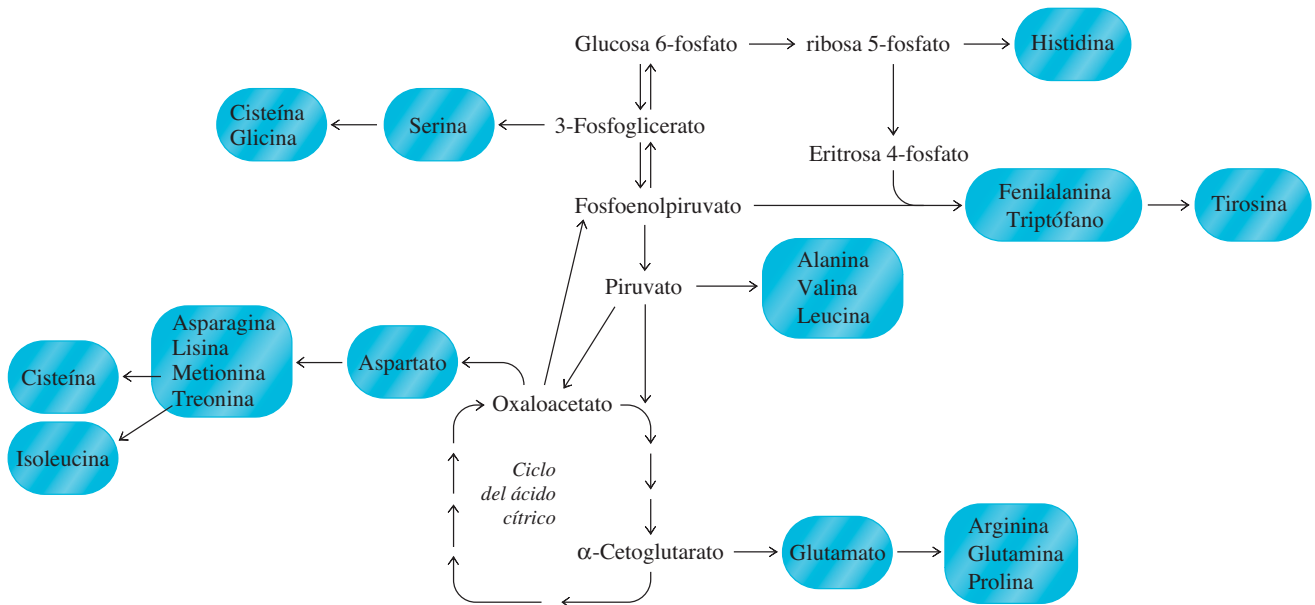 Glucosa 6-fosfato
ribosa 5-fosfato
Histidina
Cisteína
Glicina
Serina
3-Fosfoglicerato
Eritrosa 4-fosfato
Fosfoenolpiruvato
Fenilalanina
Triptófano
Tirosina
Piruvato
Alanina
Valina
Leucina
Cisteína
Isoleucina
Asparagina
Lisina
Metionina
Treonina
Aspartato
Oxaloacetato
Ciclo
del ácido
cítrico
α-Cetoglutarato
Glutamato
Arginina
Glutamina
Prolina